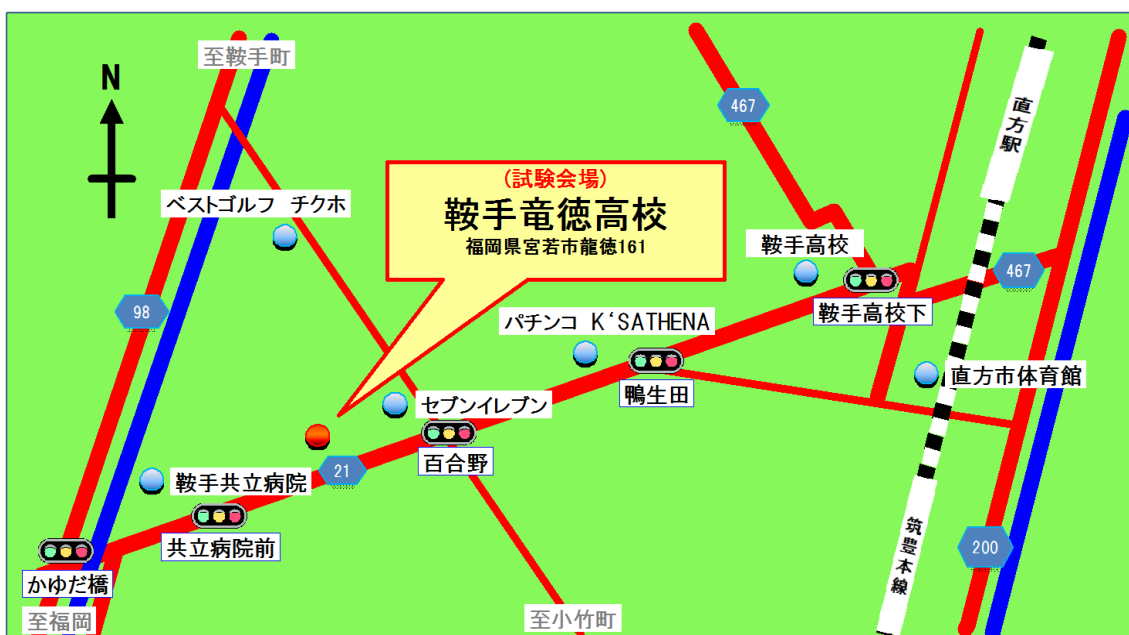 至鞍手町
N
467
直方駅
(試験会場)
鞍手竜徳高校
福岡県宮若市龍徳161
ベストゴルフ チクホ
鞍手高校
467
98
鞍手高校下
パチンコ K‘SATHENA
直方市体育館
鴨生田
セブンイレブン
百合野
21
鞍手共立病院
共立病院前
筑豊本線
200
かゆだ橋
至福岡
至小竹町